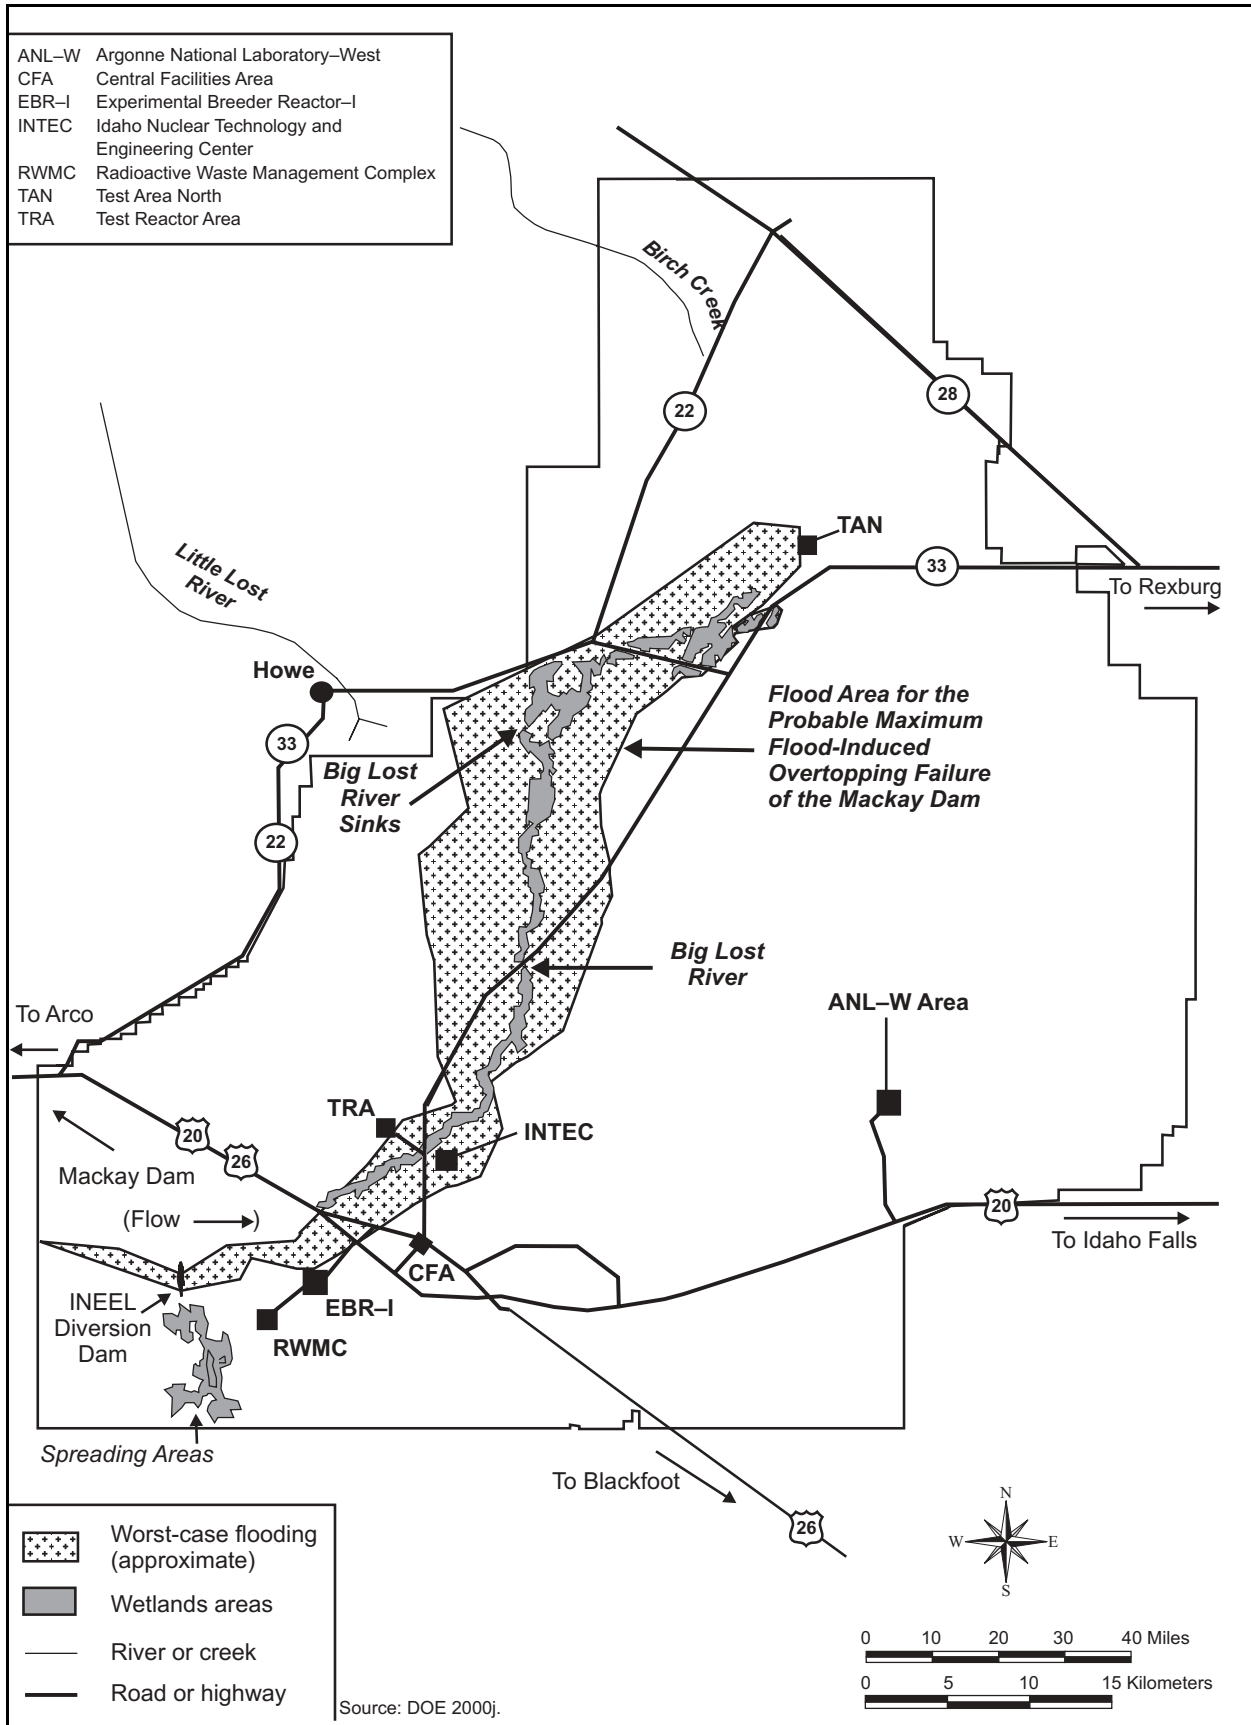 ANL–W Argonne National Laboratory–West
CFA Central Facilities Area
EBR–I Experimental Breeder Reactor–I
INTEC Idaho Nuclear Technology and
Engineering Center
RWMC Radioactive Waste Management Complex
TAN Test Area North
TRA Test Reactor Area
Birch Creek
28
22
TAN
33
To Rexburg
Little Lost
River
Howe
33
22
Big Lost
River
Sinks
Flood Area for the
Probable Maximum
Flood-Induced
Overtopping Failure
of the Mackay Dam
Big Lost
River
To Arco
ANL–W Area
TRA
INTEC
20
26
Mackay Dam
(Flow )
20
To Idaho Falls
CFA
EBR–I
RWMC
INEEL
Diversion
Dam
Spreading Areas
To Blackfoot
26
N
W E
S
Worst-case flooding
(approximate)
Wetlands areas
River or creek
Road or highway
Source: DOE 2000j.
0 10 20 30 40 Miles
0 5 10 15 Kilometers